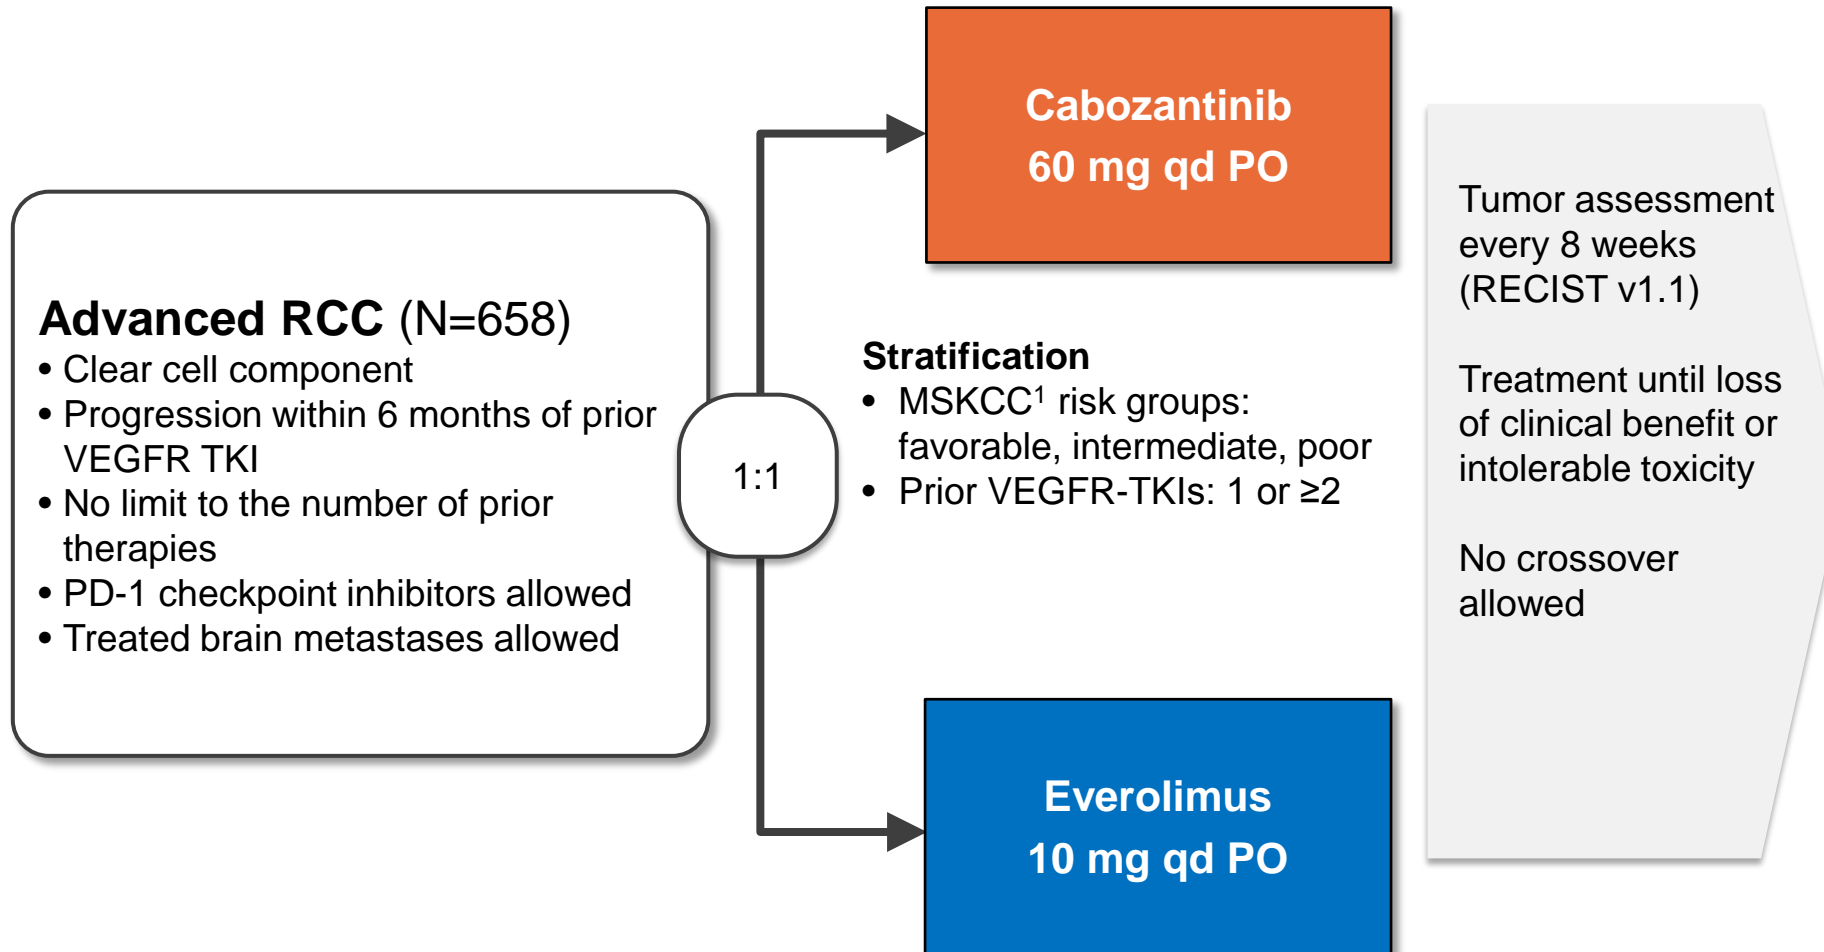 Advanced RCC (N=658)
• Clear cell component
• Progression within 6 months of prior
VEGFR TKI
• No limit to the number of prior
therapies
• PD-1 checkpoint inhibitors allowed
• Treated brain metastases allowed
1:1
Cabozantinib
60 mg qd PO
Stratification
• MSKCC¹ risk groups:
favorable, intermediate, poor
• Prior VEGFR-TKIs: 1 or ≥2
Everolimus
10 mg qd PO
Tumor assessment
every 8 weeks
(RECIST v1.1)
Treatment until loss
of clinical benefit or
intolerable toxicity
No crossover
allowed